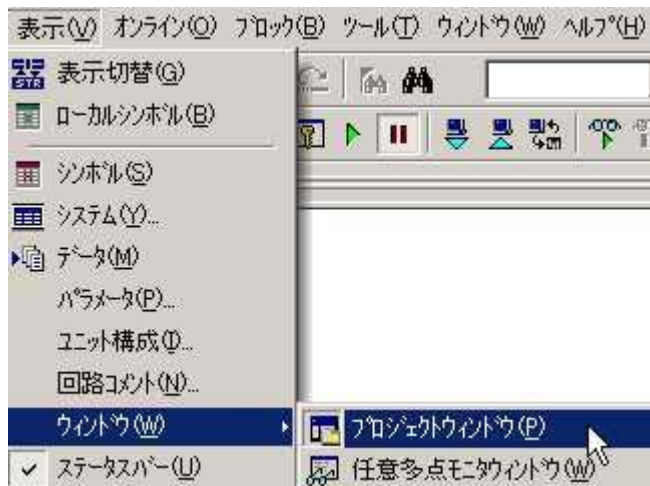 表示(V) オンライン(O) ブロック(B) ツール(T) ウィンドウ(W) ヘルプ(H)
表示切替(G)
ローカルシンボル(B)
シンボル(S)
システム(Y)...
データ(M)
パラメータ(P)...
ユニット構成(I)...
回路コメント(N)...
ウィンドウ(W)
プロジェクトウィンドウ(P)
任意多点モニタウィンドウ(W)
ステータスバー(U)